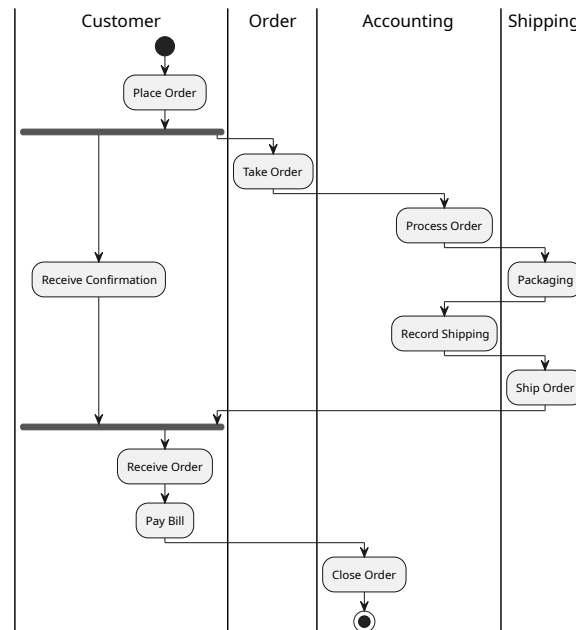 Customer Order Accounting Shipping
Place Order
Take Order
Process Order
Receive Confirmation Packaging
Record Shipping
Ship Order
Receive Order
Pay Bill
Close Order